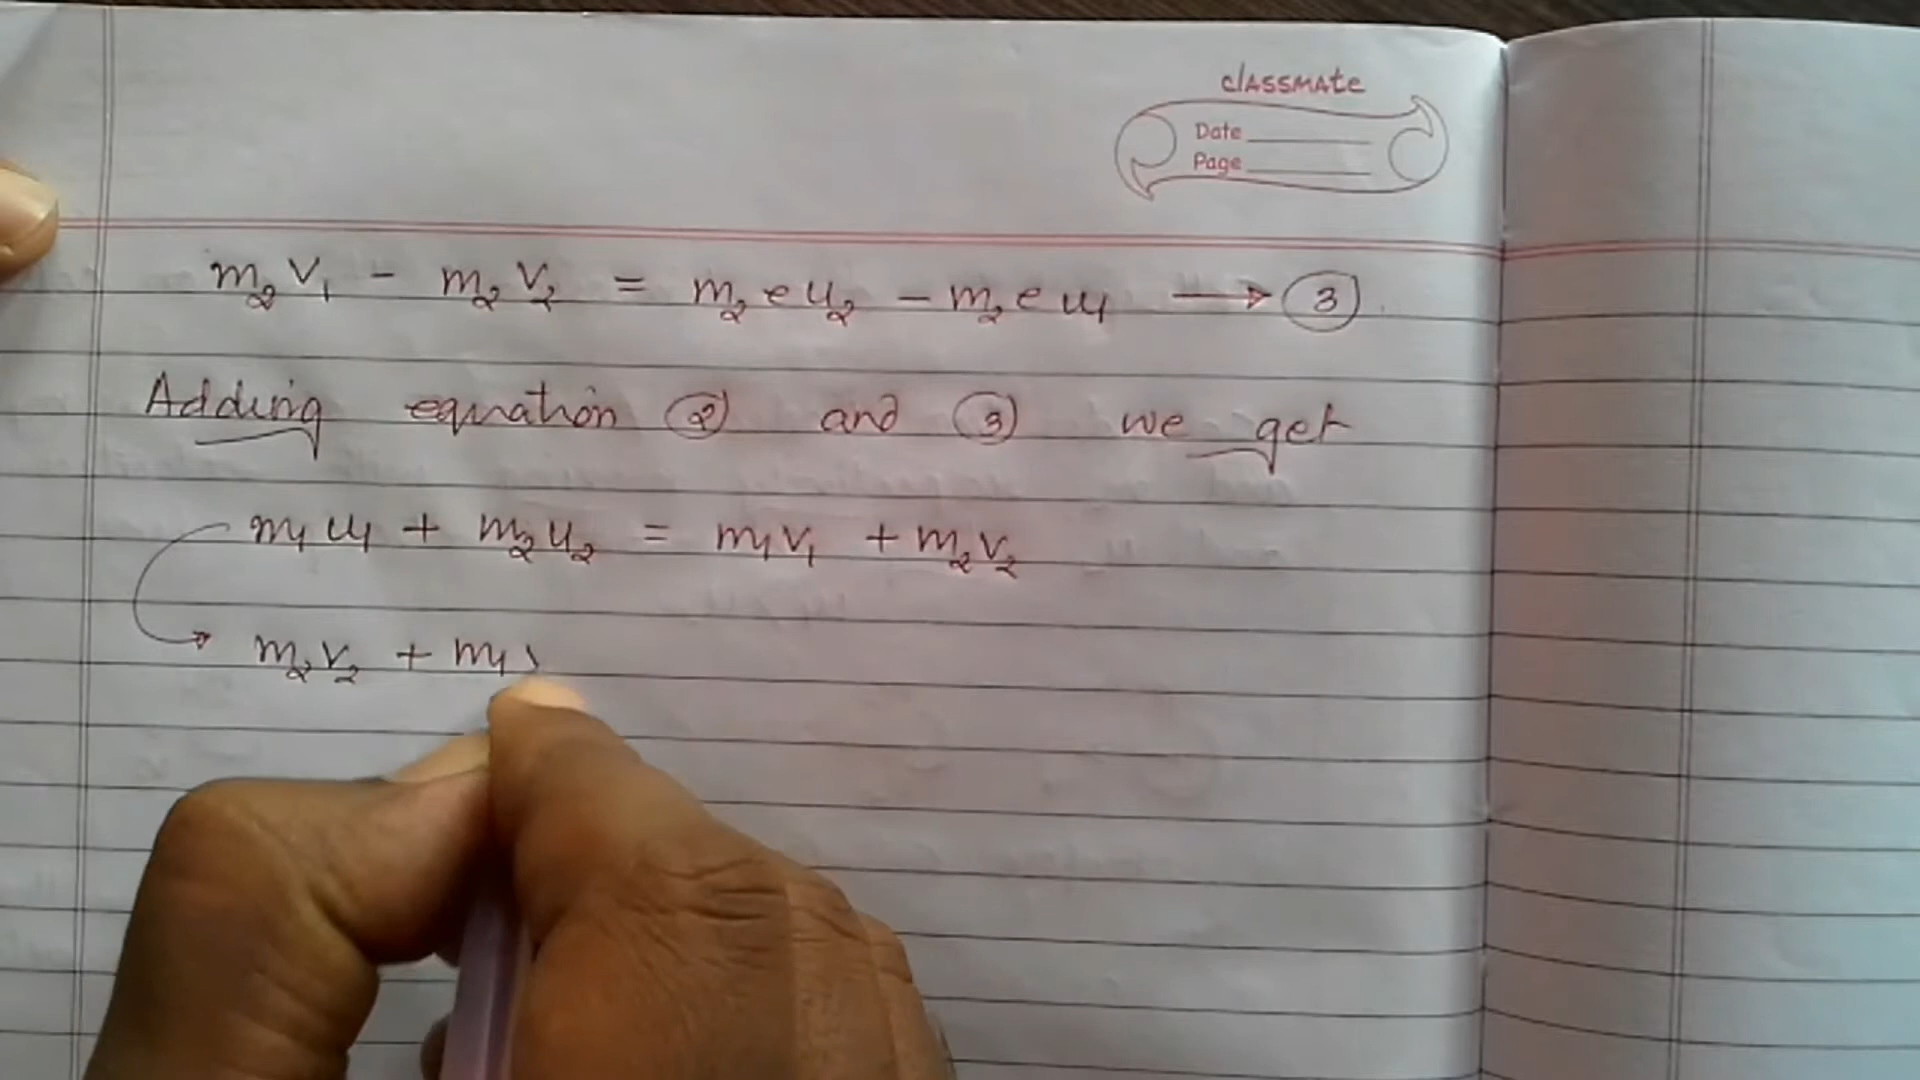 classmate
Date
Page
m₂v₁ - m₂v₂ = m₂eu₂ - m₂eu₁ → ③
Adding equation ② and ③ we get
m₁u₁ + m₂u₂ = m₁v₁ + m₂v₂
m₂v₂ + m₁